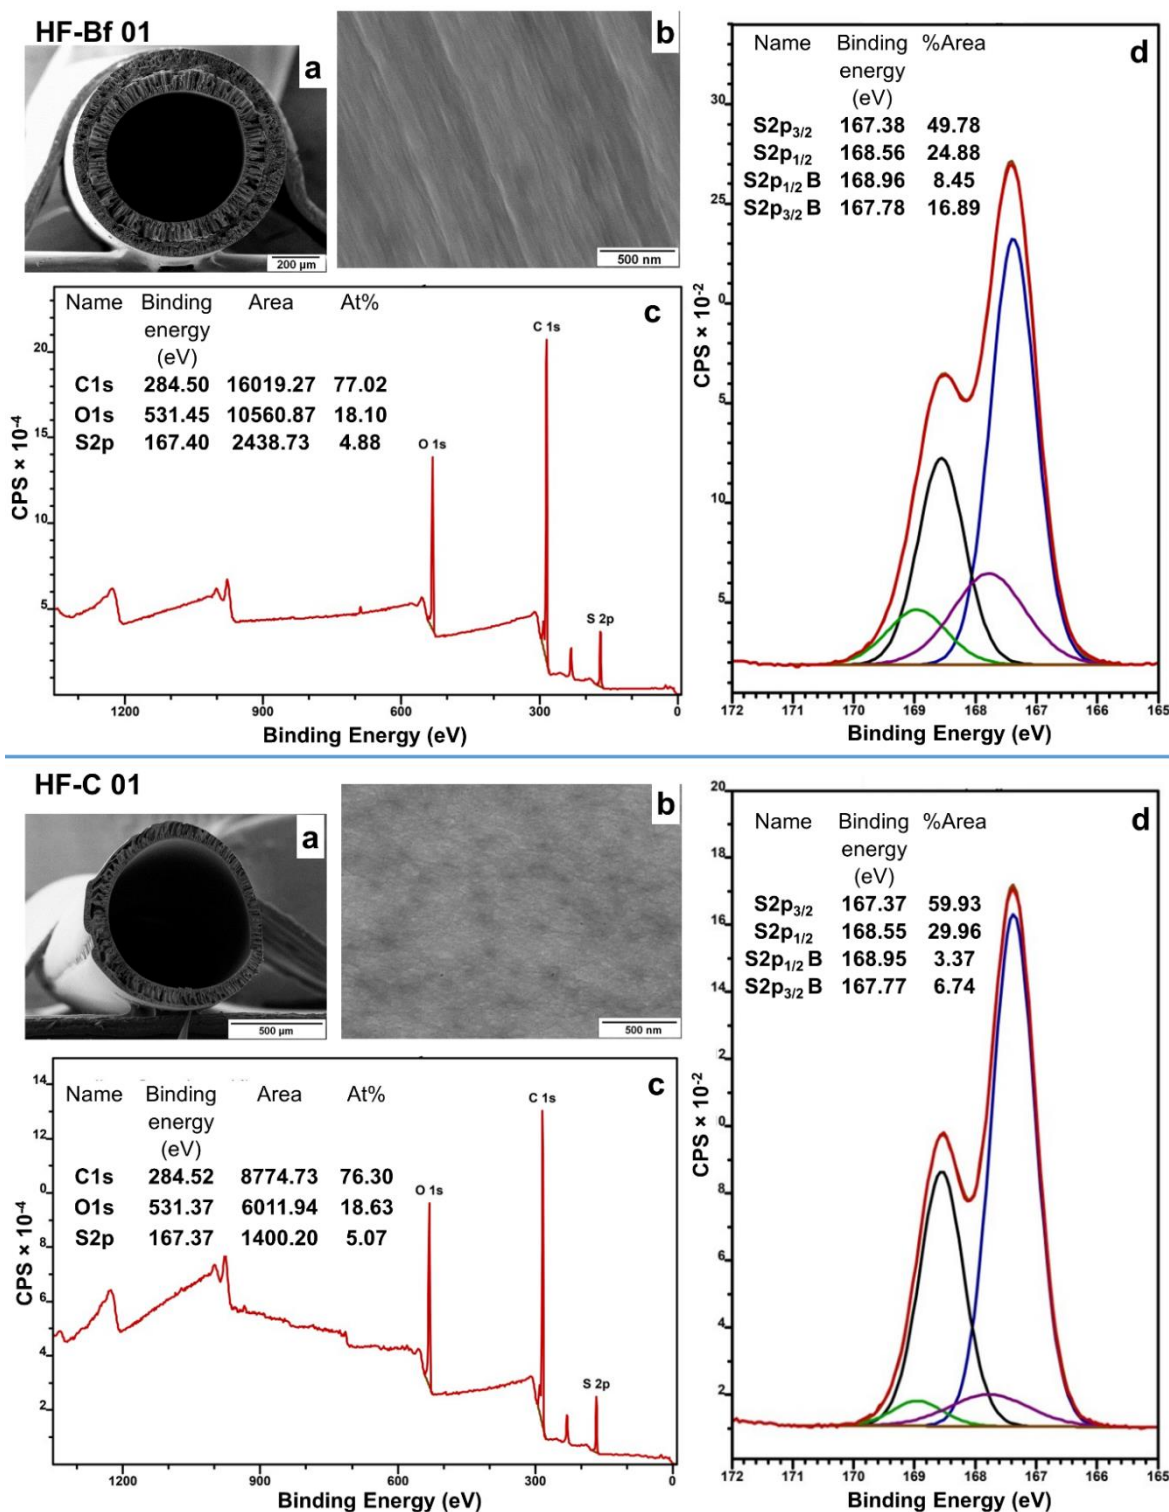 HF-Bf 01
a
200 µm
b
500 nm
Name Binding energy (eV) Area At%
C1s 284.50 16019.27 77.02
O1s 531.45 10560.87 18.10
S2p 167.40 2438.73 4.88
c
C 1s
O 1s
S 2p
CPS × 10⁻⁴
20
15
10
5
1200 900 600 300 0
Binding Energy (eV)
Name Binding energy (eV) %Area
S2p3/2 167.38 49.78
S2p1/2 168.56 24.88
S2p1/2 B 168.96 8.45
S2p3/2 B 167.78 16.89
d
CPS × 10⁻²
30
25
0
5
10
5
172 171 170 169 168 167 166 165
Binding Energy (eV)
HF-C 01
a
500 µm
b
500 nm
Name Binding energy (eV) Area At%
C1s 284.52 8774.73 76.30
O1s 531.37 6011.94 18.63
S2p 167.37 1400.20 5.07
c
C 1s
O 1s
S 2p
CPS × 10⁻⁴
14
12
0
8
6
4
2
1200 900 600 300 0
Binding Energy (eV)
Name Binding energy (eV) %Area
S2p3/2 167.37 59.93
S2p1/2 168.55 29.96
S2p1/2 B 168.95 3.37
S2p3/2 B 167.77 6.74
d
CPS × 10⁻²
20
18
16
14
2
0
8
6
4
2
172 171 170 169 168 167 166 165
Binding Energy (eV)